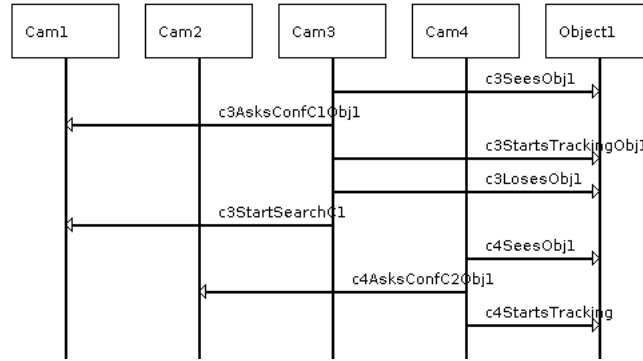 Cam1
Cam2
Cam3
Cam4
Object1
c3SeesObj1
c3AsksConfC1Obj1
c3StartsTrackingObj1
c3LosesObj1
c3StartSearchC1
c4SeesObj1
c4AsksConfC2Obj1
c4StartsTracking